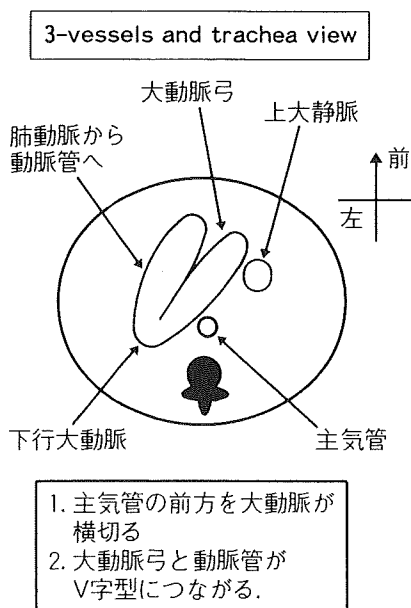 3-vessels and trachea view
大動脈弓
上大静脈
肺動脈から
動脈管へ
前
左
下行大動脈
主気管
1. 主気管の前方を大動脈が
横切る
2. 大動脈弓と動脈管が
V字型につながる.